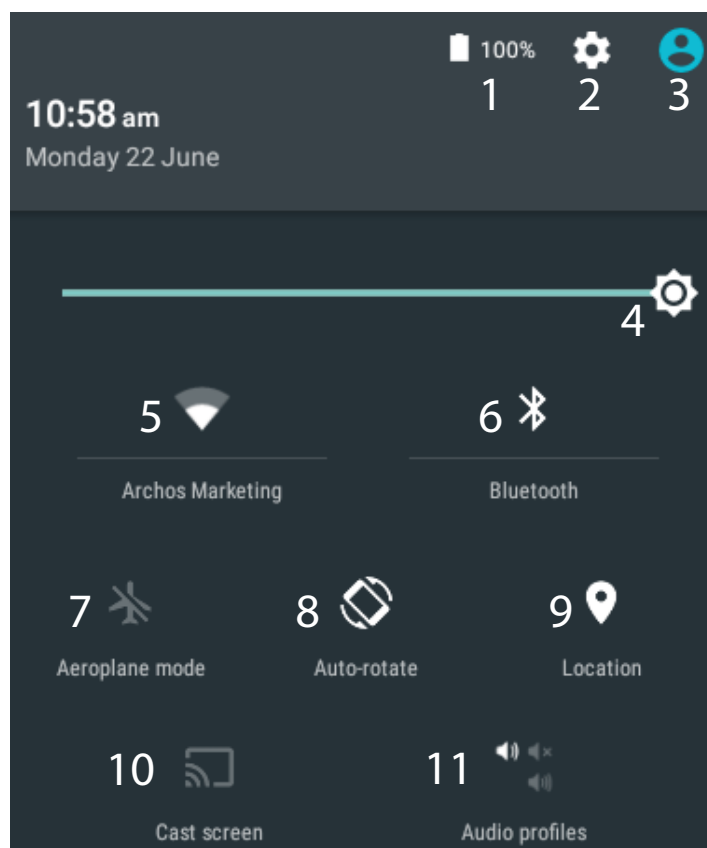 100%
1 2 3
10:58 am
Monday 22 June
4
5 6
Archos Marketing Bluetooth
7 8 9
Aeroplane mode Auto-rotate Location
10 11
Cast screen Audio profiles